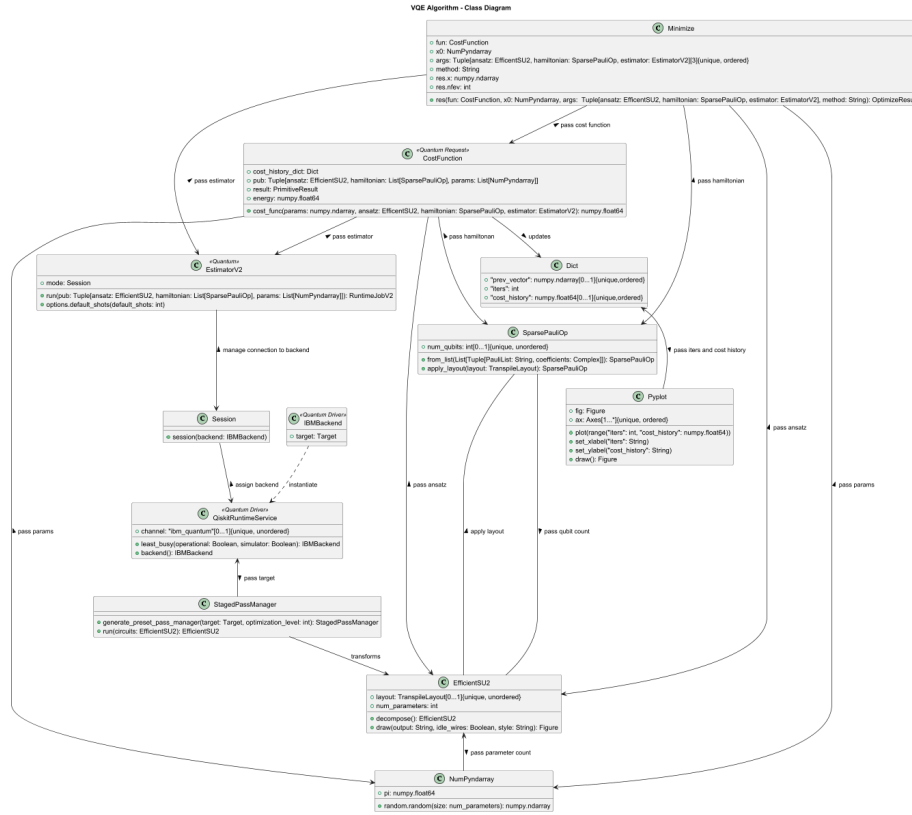 VQE Algorithm - Class Diagram
C Minimize
fun: CostFunction
x0: NumPyndarray
args: Tuple[ansatz: EfficentSU2, hamiltonian: SparsePauliOp, estimator: EstimatorV2][3]{unique, ordered}
method: String
res.x: numpy.ndarray
res.nfev: int
res(fun: CostFunction, x0: NumPyndarray, args: Tuple[ansatz: EfficentSU2, hamiltonian: SparsePauliOp, estimator: EstimatorV2], method: String): OptimizeResu
pass cost function
«Quantum Request»
C CostFunction
cost_history_dict: Dict
pub: Tuple[ansatz: EfficientSU2, hamiltonian: List[SparsePauliOp], params: List[NumPyndarray]]
result: PrimitiveResult
energy: numpy.float64
cost_func(params: numpy.ndarray, ansatz: EfficientSU2, hamiltonian: SparsePauliOp, estimator: EstimatorV2): numpy.float64
pass estimator
pass hamiltonian
pass estimator
pass hamiltonan
updates
«Quantum»
C EstimatorV2
mode: Session
run(pub: Tuple[ansatz: EfficientSU2, hamiltonian: List[SparsePauliOp], params: List[NumPyndarray]]): RuntimeJobV2
options.default_shots(default_shots: int)
C Dict
"prev_vector": numpy.ndarray[0...1]{unique,ordered}
"iters": int
"cost_history": numpy.float64[0...1]{unique,ordered}
C SparsePauliOp
num_qubits: int[0...1]{unique, unordered}
from_list(List[Tuple[PauliList: String, coefficients: Complex]]): SparsePauliOp
apply_layout(layout: TranspileLayout): SparsePauliOp
manage connection to backend
pass iters and cost history
C Pyplot
fig: Figure
ax: Axes[1...*]{unique, ordered}
plot(range("iters": int, "cost_history": numpy.float64))
set_xlabel("iters": String)
set_ylabel("cost_history": String)
draw(): Figure
C Session
session(backend: IBMBackend)
«Quantum Driver»
C IBMBackend
target: Target
pass ansatz
assign backend
instantiate
pass ansatz
pass params
«Quantum Driver»
C QiskitRuntimeService
channel: "ibm_quantum"[0...1]{unique, unordered}
least_busy(operational: Boolean, simulator: Boolean): IBMBackend
backend(): IBMBackend
pass params
apply layout
pass qubit count
pass target
C StagedPassManager
generate_preset_pass_manager(target: Target, optimization_level: int): StagedPassManager
run(circuits: EfficientSU2): EfficientSU2
transforms
C EfficientSU2
layout: TranspileLayout[0...1]{unique, unordered}
num_parameters: int
decompose(): EfficientSU2
draw(output: String, idle_wires: Boolean, style: String): Figure
pass parameter count
C NumPyndarray
pi: numpy.float64
random.random(size: num_parameters): numpy.ndarray